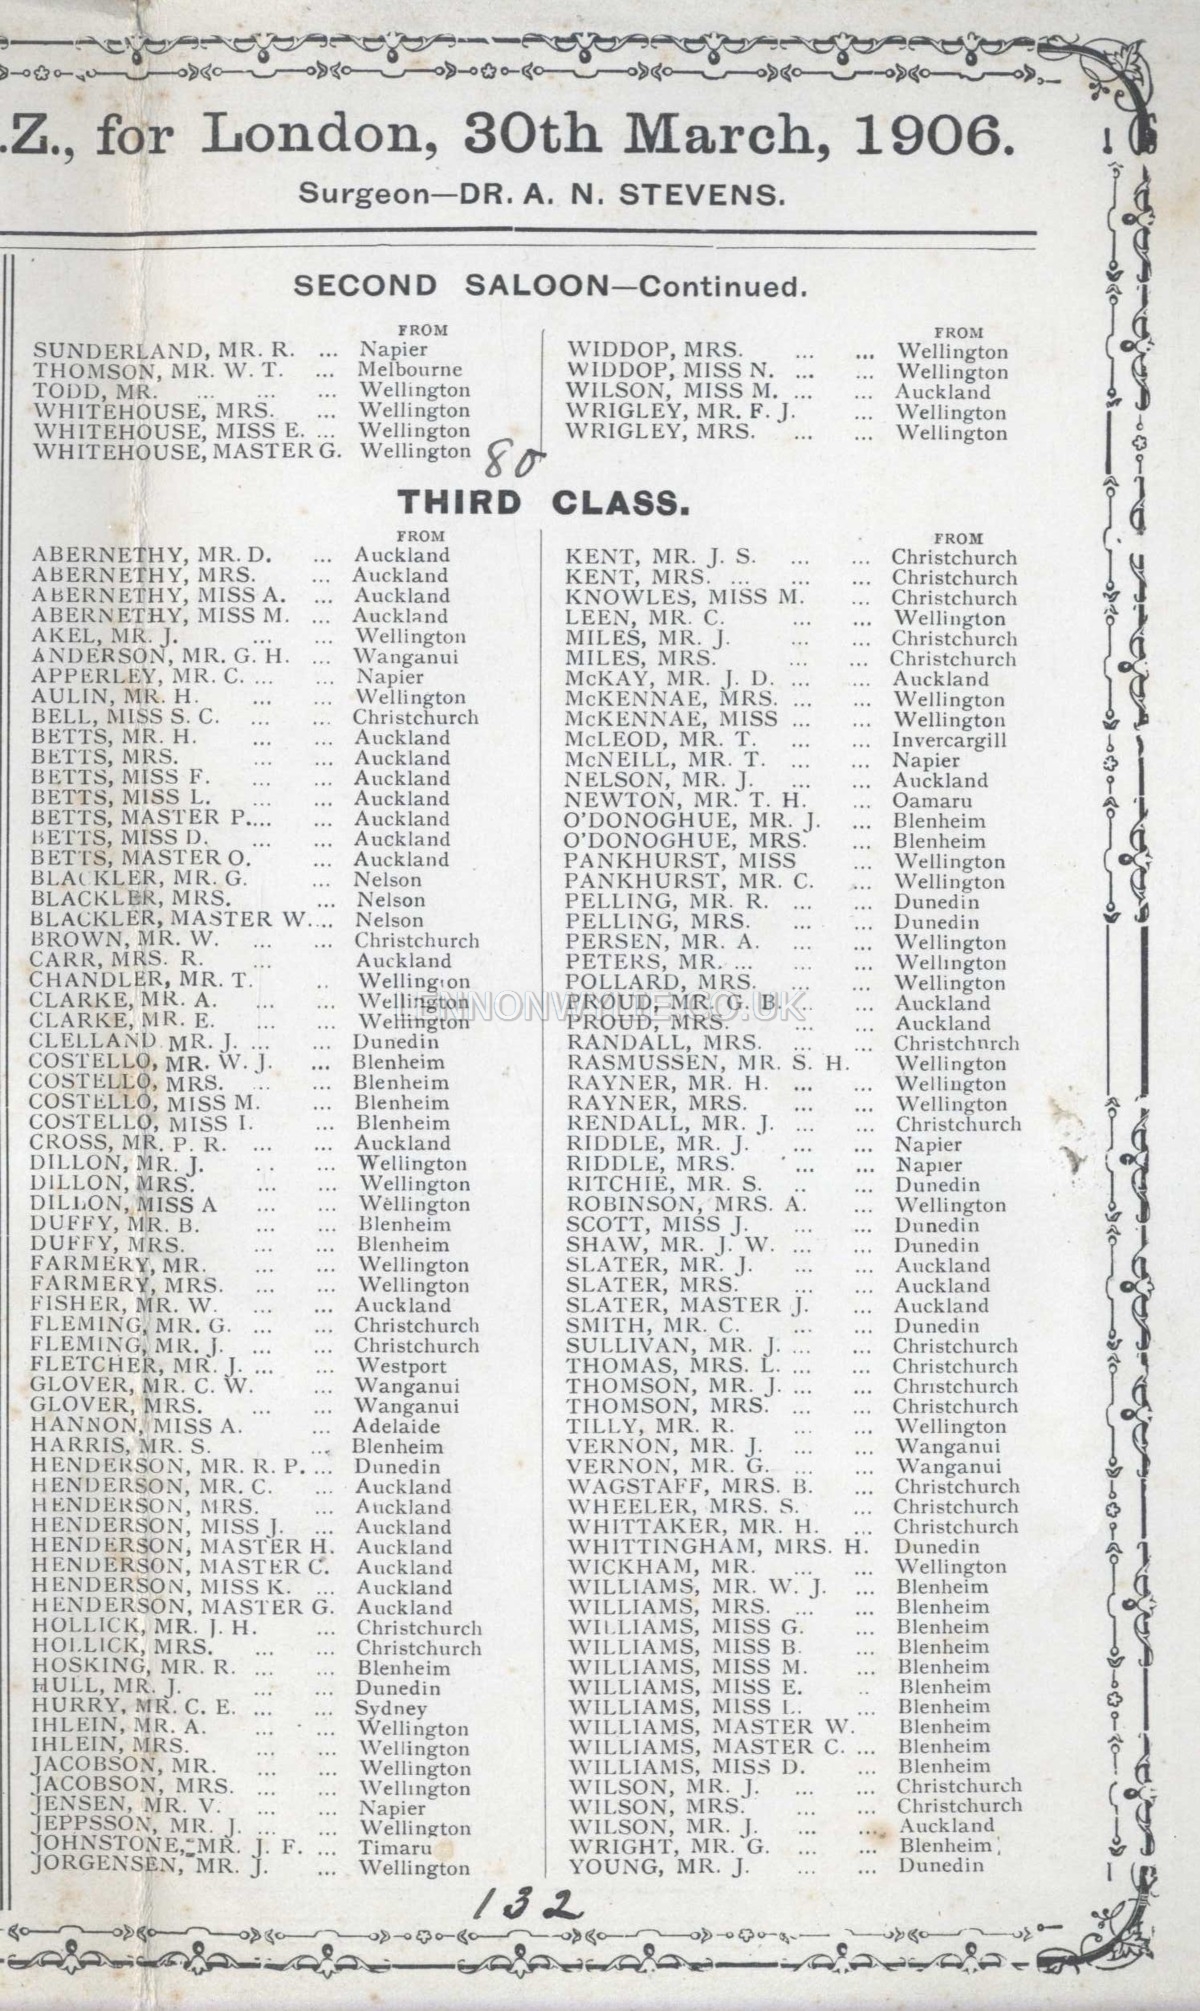 .Z., for London, 30th March, 1906.
Surgeon—DR. A. N. STEVENS.
SECOND SALOON—Continued.
FROM
SUNDERLAND, MR. R. ... Napier
THOMSON, MR. W. T. ... Melbourne
TODD, MR. ... ... ... Wellington
WHITEHOUSE, MRS. ... Wellington
WHITEHOUSE, MISS E. ... Wellington
WHITEHOUSE, MASTER G. Wellington
FROM
WIDDOP, MRS. ... ... Wellington
WIDDOP, MISS N. ... ... Wellington
WILSON, MISS M. ... ... Auckland
WRIGLEY, MR. F. J. ... Wellington
WRIGLEY, MRS. ... ... Wellington
80
THIRD CLASS.
FROM
ABERNETHY, MR. D. ... Auckland
ABERNETHY, MRS. ... Auckland
ABERNETHY, MISS A. ... Auckland
ABERNETHY, MISS M. ... Auckland
AKEL, MR. J. ... ... Wellington
ANDERSON, MR. G. H. ... Wanganui
APPERLEY, MR. C. ... ... Napier
AULIN, MR. H. ... ... Wellington
BELL, MISS S. C. ... ... Christchurch
BETTS, MR. H. ... ... Auckland
BETTS, MRS. ... ... Auckland
BETTS, MISS F. ... ... Auckland
BETTS, MISS L. ... ... Auckland
BETTS, MASTER P.... ... Auckland
BETTS, MISS D. ... ... Auckland
BETTS, MASTER O. ... Auckland
BLACKLER, MR. G. ... Nelson
BLACKLER, MRS. ... Nelson
BLACKLER, MASTER W.... Nelson
BROWN, MR. W. ... ... Christchurch
CARR, MRS. R. ... Auckland
CHANDLER, MR. T. .. Wellington
CLARKE, MR. A. ... ... Wellington
CLARKE, MR. E. ... ... Wellington
CLELLAND MR. J. ... ... Dunedin
COSTELLO, MR. W. J. ... Blenheim
COSTELLO, MRS. ... ... Blenheim
COSTELLO, MISS M. ... Blenheim
COSTELLO, MISS I. ... Blenheim
CROSS, MR. P. R. ... ... Auckland
DILLON, MR. J. .. ... Wellington
DILLON, MRS. ... ... Wellington
DILLON, MISS A ... ... Wellington
DUFFY, MR. B. ... ... Blenheim
DUFFY, MRS. ... ... Blenheim
FARMERY, MR. ... ... Wellington
FARMERY, MRS. ... ... Wellington
FISHER, MR. W. ... ... Auckland
FLEMING, MR. G. ... ... Christchurch
FLEMING, MR. J. ... ... Christchurch
FLETCHER, MR. J. ... ... Westport
GLOVER, MR. C. W. ... Wanganui
GLOVER, MRS. ... ... Wanganui
HANNON, MISS A. ... Adelaide
HARRIS, MR. S. ... Blenheim
HENDERSON, MR. R. P. ... Dunedin
HENDERSON, MR. C. ... Auckland
HENDERSON, MRS. ... Auckland
HENDERSON, MISS J. ... Auckland
HENDERSON, MASTER H. Auckland
HENDERSON, MASTER C. Auckland
HENDERSON, MISS K. ... Auckland
HENDERSON, MASTER G. Auckland
HOLLICK, MR. J. H. ... Christchurch
HOLLICK, MRS. ... ... Christchurch
HOSKING, MR. R. ... ... Blenheim
HULL, MR. J. ... ... Dunedin
HURRY, MR. C. E. ... ... Sydney
IHLEIN, MR. A. ... ... Wellington
IHLEIN, MRS. ... ... Wellington
JACOBSON, MR. ... ... Wellington
JACOBSON, MRS. ... ... Wellington
JENSEN, MR. V. ... ... Napier
JEPPSSON, MR. J. ... ... Wellington
JOHNSTONE, MR. J. F. ... Timaru
JORGENSEN, MR. J. ... Wellington
FROM
KENT, MR. J. S. ... ... Christchurch
KENT, MRS. ... ... Christchurch
KNOWLES, MISS M. ... Christchurch
LEEN, MR. C. ... ... Wellington
MILES, MR. J. ... ... Christchurch
MILES, MRS. ... ... Christchurch
McKAY, MR. J. D. ... ... Auckland
McKENNAE, MRS. ... ... Wellington
McKENNAE, MISS ... ... Wellington
McLEOD, MR. T. ... ... Invercargill
McNEILL, MR. T. ... ... Napier
NELSON, MR. J. ... ... Auckland
NEWTON, MR. T. H. ... Oamaru
O'DONOGHUE, MR. J. ... Blenheim
O'DONOGHUE, MRS. ... Blenheim
PANKHURST, MISS ... Wellington
PANKHURST, MR. C. ... Wellington
PELLING, MR. R. ... ... Dunedin
PELLING, MRS. ... ... Dunedin
PERSEN, MR. A. ... ... Wellington
PETERS, MR. ... ... ... Wellington
POLLARD, MRS. ... ... Wellington
PROUD, MR. G. B. ... Auckland
PROUD, MRS. ... ... Auckland
RANDALL, MRS. ... ... Christchurch
RASMUSSEN, MR. S. H. Wellington
RAYNER, MR. H. ... ... Wellington
RAYNER, MRS. ... ... Wellington
RENDALL, MR. J. ... ... Christchurch
RIDDLE, MR. J. ... ... Napier
RIDDLE, MRS. ... ... Napier
RITCHIE, MR. S. .. ... Dunedin
ROBINSON, MRS. A. ... Wellington
SCOTT, MISS J. ... ... Dunedin
SHAW, MR. J. W. ... ... Dunedin
SLATER, MR. J. ... ... Auckland
SLATER, MRS. ... ... Auckland
SLATER, MASTER J. ... Auckland
SMITH, MR. C. ... ... Dunedin
SULLIVAN, MR. J. ... ... Christchurch
THOMAS, MRS. L. ... ... Christchurch
THOMSON, MR. J. ... ... Christchurch
THOMSON, MRS. ... ... Christchurch
TILLY, MR. R. ... ... Wellington
VERNON, MR. J. ... ... Wanganui
VERNON, MR. G. ... ... Wanganui
WAGSTAFF, MRS. B. ... Christchurch
WHEELER, MRS. S. ... Christchurch
WHITTAKER, MR. H. ... Christchurch
WHITTINGHAM, MRS. H. Dunedin
WICKHAM, MR. ... ... Wellington
WILLIAMS, MR. W. J. ... Blenheim
WILLIAMS, MRS. ... ... Blenheim
WILLIAMS, MISS G. ... Blenheim
WILLIAMS, MISS B. ... Blenheim
WILLIAMS, MISS M. ... Blenheim
WILLIAMS, MISS E. .. Blenheim
WILLIAMS, MISS L. ... Blenheim
WILLIAMS, MASTER W. Blenheim
WILLIAMS, MASTER C. ... Blenheim
WILLIAMS, MISS D. ... Blenheim
WILSON, MR. J. ... ... Christchurch
WILSON, MRS. ... ... Christchurch
WILSON, MR. J. ... ... Auckland
WRIGHT, MR. G. ... ... Blenheim
YOUNG, MR. J. ... ... Dunedin
LENNONWYLIE.CO.UK
132